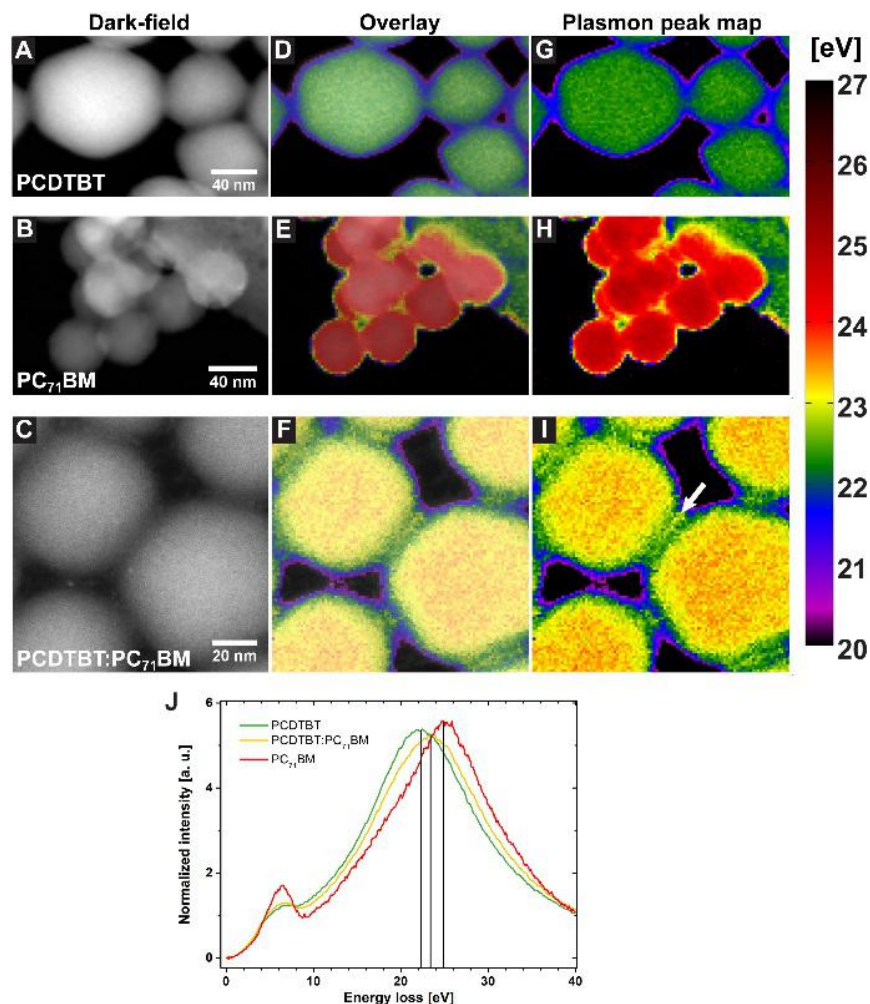 Dark-field Overlay Plasmon peak map
[eV]
A D G
PCDTBT
40 nm
B E H
PC₇₁BM
40 nm
C F I
PCDTBT:PC₇₁BM
20 nm
27
26
25
24
23
22
21
20
J
PCDTBT
PCDTBT:PC₇₁BM
PC₇₁BM
Normalized intensity [a. u.]
6
4
2
0
0 10 20 30 40
Energy loss [eV]